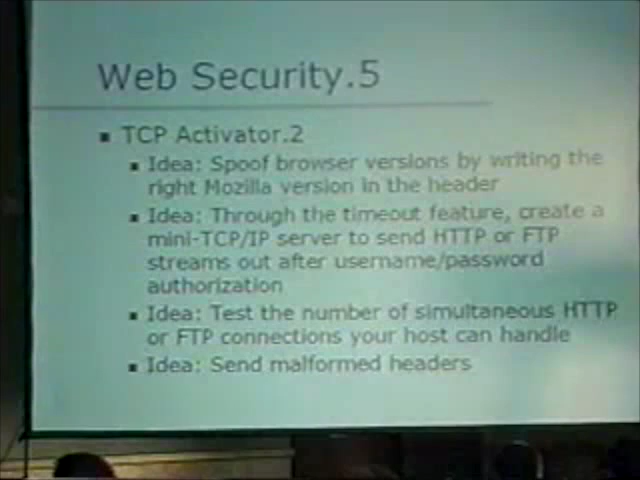 Web Security.5
TCP Activator.2
Idea: Spoof browser versions by writing the
right Mozilla version in the header
Idea: Through the timeout feature, create a
mini-TCP/IP server to send HTTP or FTP
streams out after username/password
authorization
Idea: Test the number of simultaneous HTTP
or FTP connections your host can handle
Idea: Send malformed headers